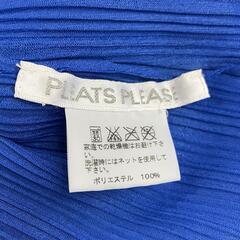 PLEATS PLEASE
家庭での乾燥機はお避け下さい
洗濯時にはネットを使用して下さい
ポリエステル 100%